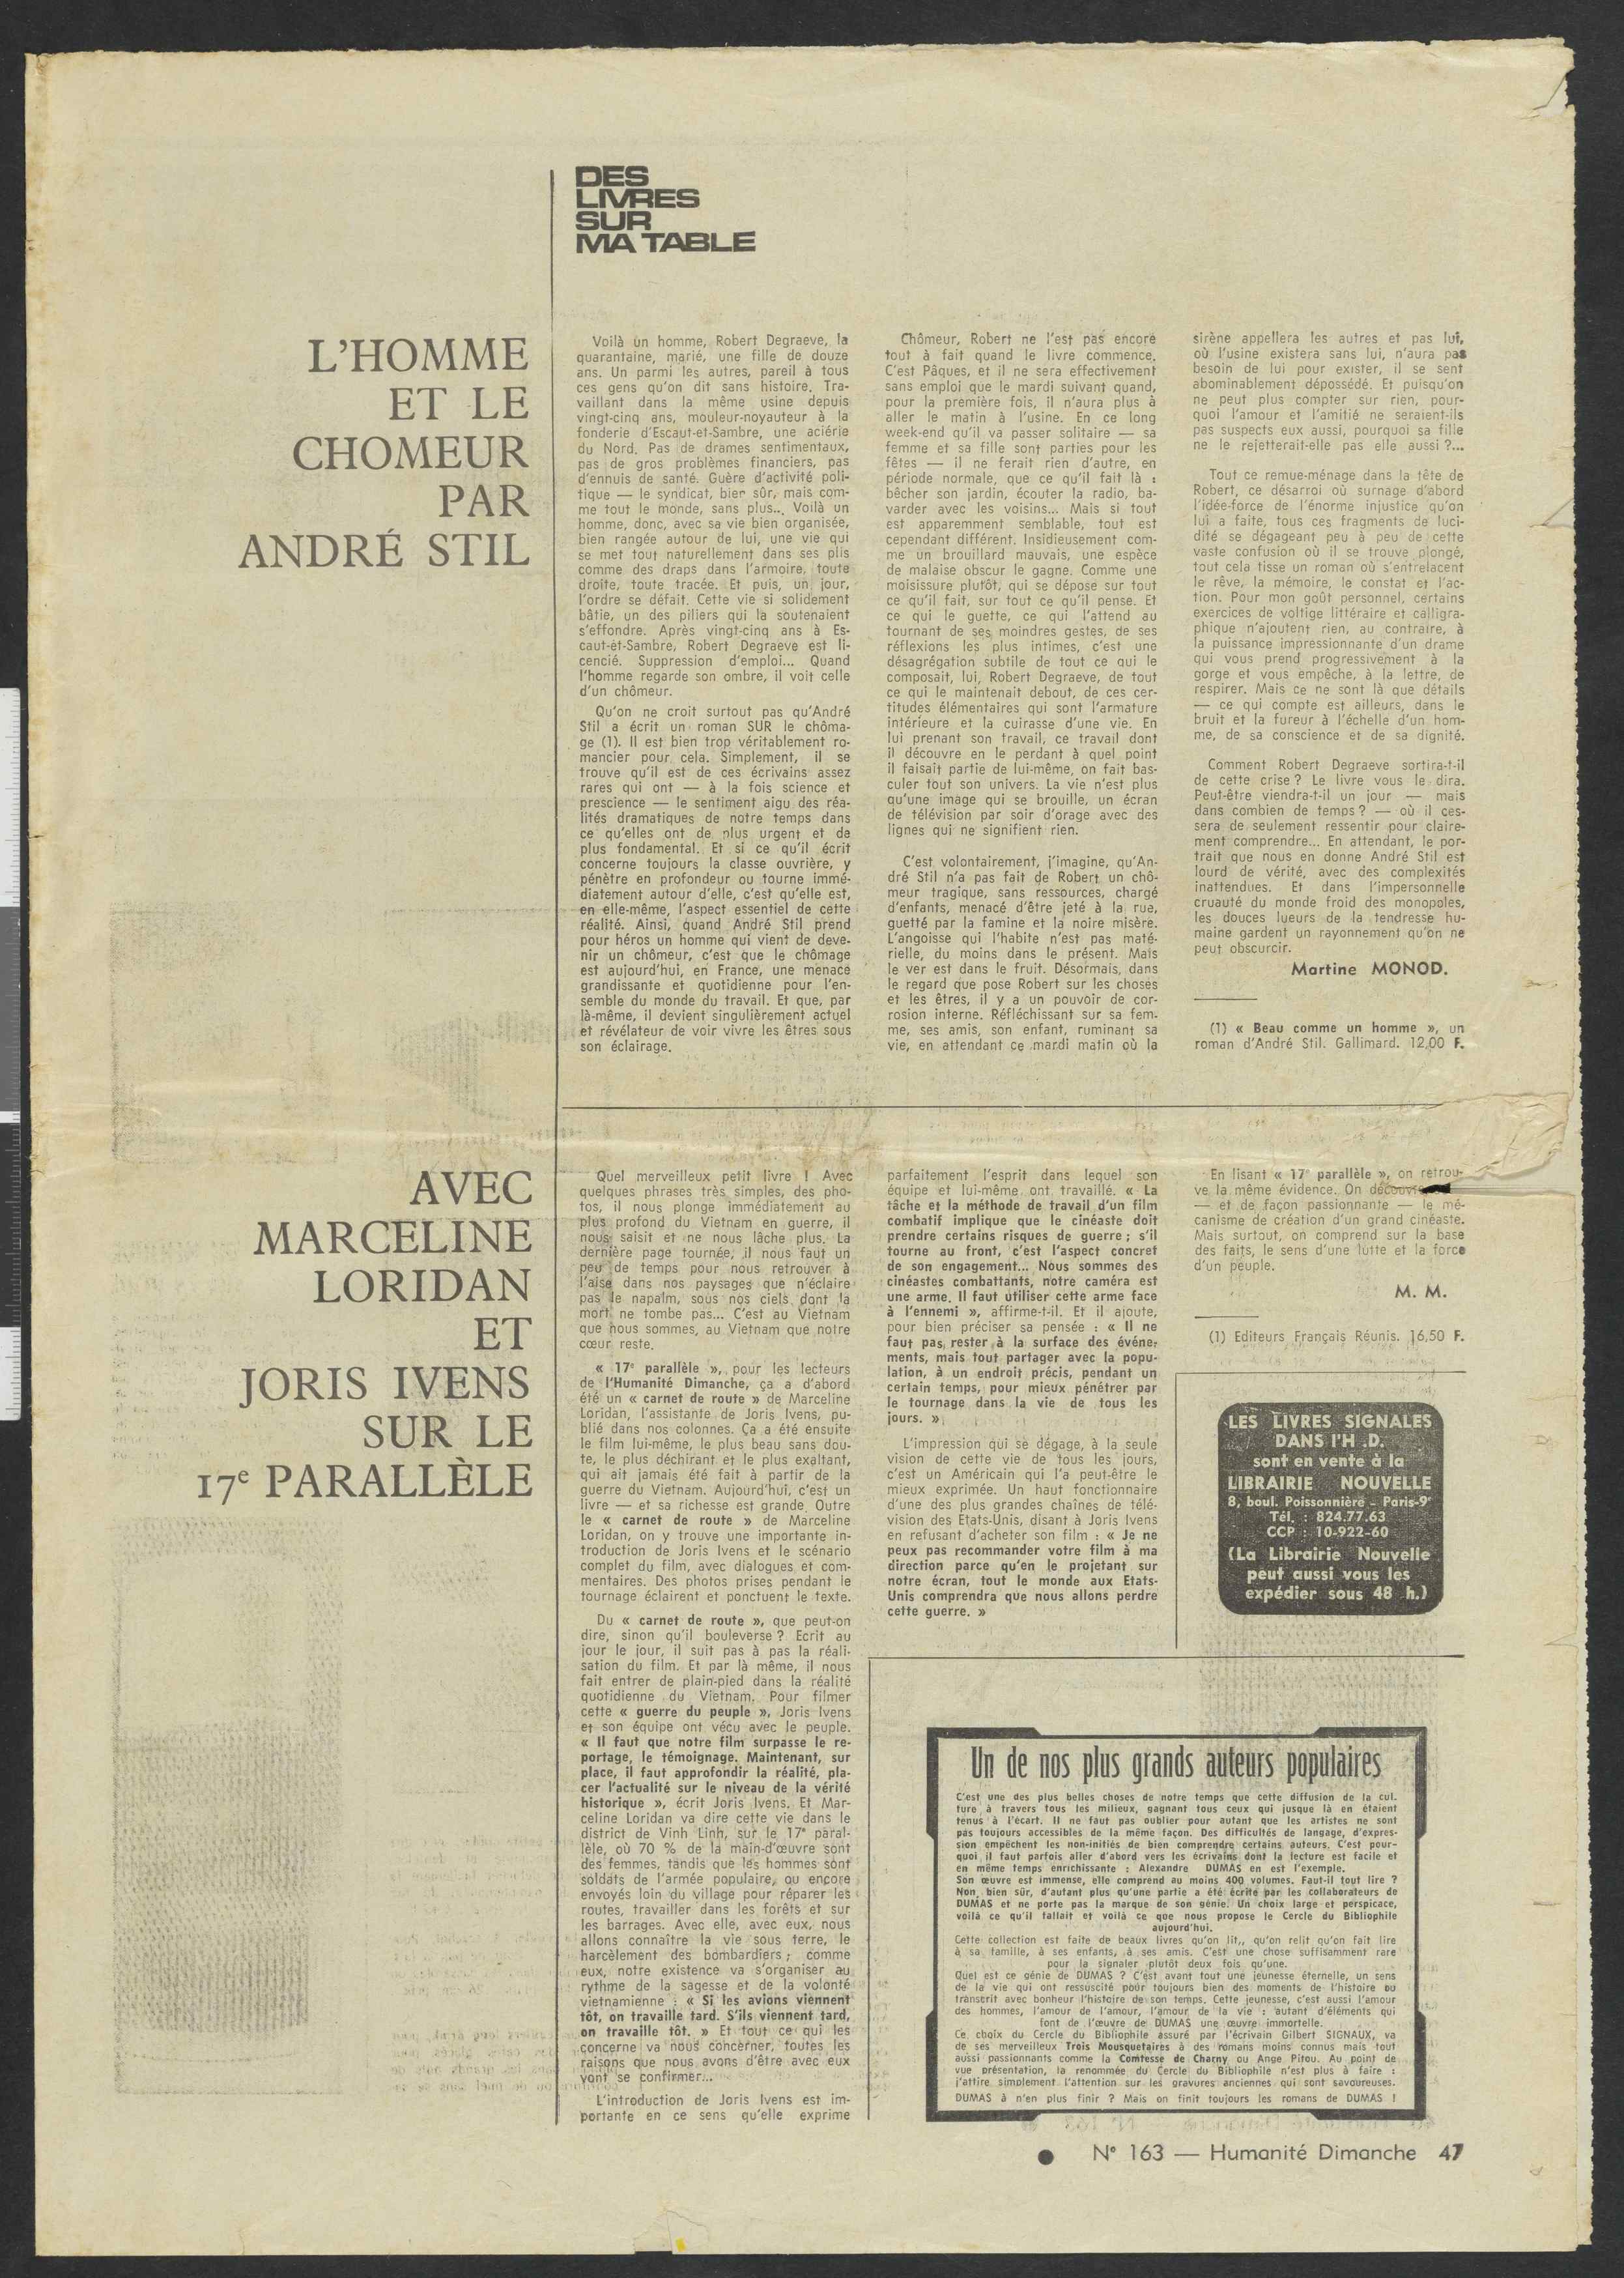 DES
LIVRES
SUR
MA TABLE
L'HOMME
ET LE
CHOMEUR
PAR
ANDRÉ STIL
Voilà un homme, Robert Degraeve, la
quarantaine, marié, une fille de douze
ans. Un parmi les autres, pareil à tous
ces gens qu'on dit sans histoire. Tra-
vaillant dans la même usine depuis
vingt-cinq ans, mouleur-noyauteur à la
fonderie d'Escaut-et-Sambre, une aciérie
du Nord. Pas de drames sentimentaux,
pas de gros problèmes financiers, pas
d'ennuis de santé. Guère d'activité poli-
tique — le syndicat, bien sûr, mais com-
me tout le monde, sans plus... Voilà un
homme, donc, avec sa vie bien organisée,
bien rangée autour de lui, une vie qui
se met tout naturellement dans ses plis
comme des draps dans l'armoire, toute
droite, toute tracée. Et puis, un jour,
l'ordre se défait. Cette vie si solidement
bâtie, un des piliers qui la soutenaient
s'effondre. Après vingt-cinq ans à Es-
caut-et-Sambre, Robert Degraeve est li-
cencié. Suppression d'emploi... Quand
l'homme regarde son ombre, il voit celle
d'un chômeur.
Qu'on ne croit surtout pas qu'André
Stil a écrit un roman SUR le chôma-
ge (1). Il est bien trop véritablement ro-
mancier pour cela. Simplement, il se
trouve qu'il est de ces écrivains assez
rares qui ont — à la fois science et
prescience — le sentiment aigu des réa-
lités dramatiques de notre temps dans
ce qu'elles ont de plus urgent et de
plus fondamental. Et si ce qu'il écrit
concerne toujours la classe ouvrière, y
pénètre en profondeur ou tourne immé-
diatement autour d'elle, c'est qu'elle est,
en elle-même, l'aspect essentiel de cette
réalité. Ainsi, quand André Stil prend
pour héros un homme qui vient de deve-
nir un chômeur, c'est que le chômage
est aujourd'hui, en France, une menace
grandissante et quotidienne pour l'en-
semble du monde du travail. Et que, par
là-même, il devient singulièrement actuel
et révélateur de voir vivre les êtres sous
son éclairage.
Chômeur, Robert ne l'est pas encore
tout à fait quand le livre commence.
C'est Pâques, et il ne sera effectivement
sans emploi que le mardi suivant quand,
pour la première fois, il n'aura plus à
aller le matin à l'usine. En ce long
week-end qu'il va passer solitaire — sa
femme et sa fille sont parties pour les
fêtes — il ne ferait rien d'autre, en
période normale, que ce qu'il fait là :
bêcher son jardin, écouter la radio, ba-
varder avec les voisins... Mais si tout
est apparemment semblable, tout est
cependant différent. Insidieusement com-
me un brouillard mauvais, une espèce
de malaise obscur le gagne. Comme une
moisissure plutôt, qui se dépose sur tout
ce qu'il fait, sur tout ce qu'il pense. Et
ce qui le guette, ce qui l'attend au
tournant de ses moindres gestes, de ses
réflexions les plus intimes, c'est une
désagrégation subtile de tout ce qui le
composait, lui, Robert Degraeve, de tout
ce qui le maintenait debout, de ces cer-
titudes élémentaires qui sont l'armature
intérieure et la cuirasse d'une vie. En
lui prenant son travail, ce travail dont
il découvre en le perdant à quel point
il faisait partie de lui-même, on fait bas-
culer tout son univers. La vie n'est plus
qu'une image qui se brouille, un écran
de télévision par soir d'orage avec des
lignes qui ne signifient rien.
C'est volontairement, j'imagine, qu'An-
dré Stil n'a pas fait de Robert un chô-
meur tragique, sans ressources, chargé
d'enfants, menacé d'être jeté à la rue,
guetté par la famine et la noire misère.
L'angoisse qui l'habite n'est pas maté-
rielle, du moins dans le présent. Mais
le ver est dans le fruit. Désormais, dans
le regard que pose Robert sur les choses
et les êtres, il y a un pouvoir de cor-
rosion interne. Réfléchissant sur sa fem-
me, ses amis, son enfant, ruminant sa
vie, en attendant ce mardi matin où la
sirène appellera les autres et pas lui,
où l'usine existera sans lui, n'aura pas
besoin de lui pour exister, il se sent
abominablement dépossédé. Et puisqu'on
ne peut plus compter sur rien, pour-
quoi l'amour et l'amitié ne seraient-ils
pas suspects eux aussi, pourquoi sa fille
ne le rejetterait-elle pas elle aussi ?...
Tout ce remue-ménage dans la tête de
Robert, ce désarroi où surnage d'abord
l'idée-force de l'énorme injustice qu'on
lui a faite, tous ces fragments de luci-
dité se dégageant peu à peu de cette
vaste confusion où il se trouve plongé,
tout cela tisse un roman où s'entrelacent
le rêve, la mémoire, le constat et l'ac-
tion. Pour mon goût personnel, certains
exercices de voltige littéraire et calligra-
phique n'ajoutent rien, au contraire, à
la puissance impressionnante d'un drame
qui vous prend progressivement à la
gorge et vous empêche, à la lettre, de
respirer. Mais ce ne sont là que détails
— ce qui compte est ailleurs, dans le
bruit et la fureur à l'échelle d'un hom-
me, de sa conscience et de sa dignité.
Comment Robert Degraeve sortira-t-il
de cette crise ? Le livre vous le dira.
Peut-être viendra-t-il un jour — mais
dans combien de temps ? — où il ces-
sera de seulement ressentir pour claire-
ment comprendre... En attendant, le por-
trait que nous en donne André Stil est
lourd de vérité, avec des complexités
inattendues. Et dans l'impersonnelle
cruauté du monde froid des monopoles,
les douces lueurs de la tendresse hu-
maine gardent un rayonnement qu'on ne
peut obscurcir.
Martine MONOD.
(1) « Beau comme un homme », un
roman d'André Stil. Gallimard. 12,00 F.
AVEC
MARCELINE
LORIDAN
ET
JORIS IVENS
SUR LE
17e PARALLÈLE
Quel merveilleux petit livre ! Avec
quelques phrases très simples, des pho-
tos, il nous plonge immédiatement au
plus profond du Vietnam en guerre, il
nous saisit et ne nous lâche plus. La
dernière page tournée, il nous faut un
peu de temps pour nous retrouver à
l'aise dans nos paysages que n'éclaire
pas le napalm, sous nos ciels dont la
mort ne tombe pas... C'est au Vietnam
que nous sommes, au Vietnam que notre
cœur reste.
« 17e parallèle », pour les lecteurs
de l'Humanité Dimanche, ça a d'abord
été un « carnet de route » de Marceline
Loridan, l'assistante de Joris Ivens, pu-
blié dans nos colonnes. Ça a été ensuite
le film lui-même, le plus beau sans dou-
te, le plus déchirant et le plus exaltant,
qui ait jamais été fait à partir de la
guerre du Vietnam. Aujourd'hui, c'est un
livre — et sa richesse est grande. Outre
le « carnet de route » de Marceline
Loridan, on y trouve une importante in-
troduction de Joris Ivens et le scénario
complet du film, avec dialogues et com-
mentaires. Des photos prises pendant le
tournage éclairent et ponctuent le texte.
Du « carnet de route », que peut-on
dire, sinon qu'il bouleverse ? Ecrit au
jour le jour, il suit pas à pas la réali-
sation du film. Et par là même, il nous
fait entrer de plain-pied dans la réalité
quotidienne du Vietnam. Pour filmer
cette « guerre du peuple », Joris Ivens
et son équipe ont vécu avec le peuple.
« Il faut que notre film surpasse le re-
portage, le témoignage. Maintenant, sur
place, il faut approfondir la réalité, pla-
cer l'actualité sur le niveau de la vérité
historique », écrit Joris Ivens. Et Mar-
celine Loridan va dire cette vie dans le
district de Vinh Linh, sur le 17e paral-
lèle, où 70 % de la main-d'œuvre sont
des femmes, tandis que les hommes sont
soldats de l'armée populaire, ou encore
envoyés loin du village pour réparer les
routes, travailler dans les forêts et sur
les barrages. Avec elle, avec eux, nous
allons connaître la vie sous terre, le
harcèlement des bombardiers ; comme
eux, notre existence va s'organiser au
rythme de la sagesse et de la volonté
vietnamienne : « Si les avions viennent
tôt, on travaille tard. S'ils viennent tard,
on travaille tôt. » Et tout ce qui les
concerne va nous concerner, toutes les
raisons que nous avons d'être avec eux
vont se confirmer...
L'introduction de Joris Ivens est im-
portante en ce sens qu'elle exprime
parfaitement l'esprit dans lequel son
équipe et lui-même ont travaillé. « La
tâche et la méthode de travail d'un film
combatif implique que le cinéaste doit
prendre certains risques de guerre ; s'il
tourne au front, c'est l'aspect concret
de son engagement... Nous sommes des
cinéastes combattants, notre caméra est
une arme. Il faut utiliser cette arme face
à l'ennemi », affirme-t-il. Et il ajoute,
pour bien préciser sa pensée : « Il ne
faut pas rester à la surface des événe-
ments, mais tout partager avec la popu-
lation, à un endroit précis, pendant un
certain temps, pour mieux pénétrer par
le tournage dans la vie de tous les
jours. »
L'impression qui se dégage, à la seule
vision de cette vie de tous les jours,
c'est un Américain qui l'a peut-être le
mieux exprimée. Un haut fonctionnaire
d'une des plus grandes chaînes de télé-
vision des Etats-Unis, disant à Joris Ivens
en refusant d'acheter son film : « Je ne
peux pas recommander votre film à ma
direction parce qu'en le projetant sur
notre écran, tout le monde aux Etats-
Unis comprendra que nous allons perdre
cette guerre. »
En lisant « 17e parallèle », on retrou-
ve la même évidence. On découvre
— et de façon passionnante — le mé-
canisme de création d'un grand cinéaste.
Mais surtout, on comprend sur la base
des faits, le sens d'une lutte et la force
d'un peuple.
M. M.
(1) Editeurs Français Réunis. 16,50 F.
LES LIVRES SIGNALES
DANS l'H .D.
sont en vente à la
LIBRAIRIE NOUVELLE
8, boul. Poissonnière - Paris-9e
Tél. : 824.77.63
CCP : 10-922-60
(La Librairie Nouvelle
peut aussi vous les
expédier sous 48 h.)
Un de nos plus grands auteurs populaires
C'est une des plus belles choses de notre temps que cette diffusion de la cul.
ture à travers tous les milieux, gagnant tous ceux qui jusque là en étaient
tenus à l'écart. Il ne faut pas oublier pour autant que les artistes ne sont
pas toujours accessibles de la même façon. Des difficultés de langage, d'expres-
sion empêchent les non-initiés de bien comprendre certains auteurs. C'est pour-
quoi il faut parfois aller d'abord vers les écrivains dont la lecture est facile et
en même temps enrichissante : Alexandre DUMAS en est l'exemple.
Son œuvre est immense, elle comprend au moins 400 volumes. Faut-il tout lire ?
Non, bien sûr, d'autant plus qu'une partie a été écrite par les collaborateurs de
DUMAS et ne porte pas la marque de son génie. Un choix large et perspicace,
voilà ce qu'il fallait et voilà ce que nous propose le Cercle du Bibliophile
aujourd'hui.
Cette collection est faite de beaux livres qu'on lit,, qu'on relit qu'on fait lire
à sa famille, à ses enfants, à ses amis. C'est une chose suffisamment rare
pour la signaler plutôt deux fois qu'une.
Quel est ce génie de DUMAS ? C'est avant tout une jeunesse éternelle, un sens
de la vie qui ont ressuscité pour toujours bien des moments de l'histoire ou
transcrit avec bonheur l'histoire de son temps. Cette jeunesse, c'est aussi l'amour
des hommes, l'amour de l'amour, l'amour de la vie : autant d'éléments qui
font de l'œuvre de DUMAS une œuvre immortelle.
Ce choix du Cercle du Bibliophile assuré par l'écrivain Gilbert SIGNAUX, va
de ses merveilleux Trois Mousquetaires à des romans moins connus mais tout
aussi passionnants comme la Comtesse de Charny ou Ange Pitou. Au point de
vue présentation, la renommée du Cercle du Bibliophile n'est plus à faire :
j'attire simplement l'attention sur les gravures anciennes qui sont savoureuses.
DUMAS à n'en plus finir ? Mais on finit toujours les romans de DUMAS !
● N° 163 — Humanité Dimanche 47